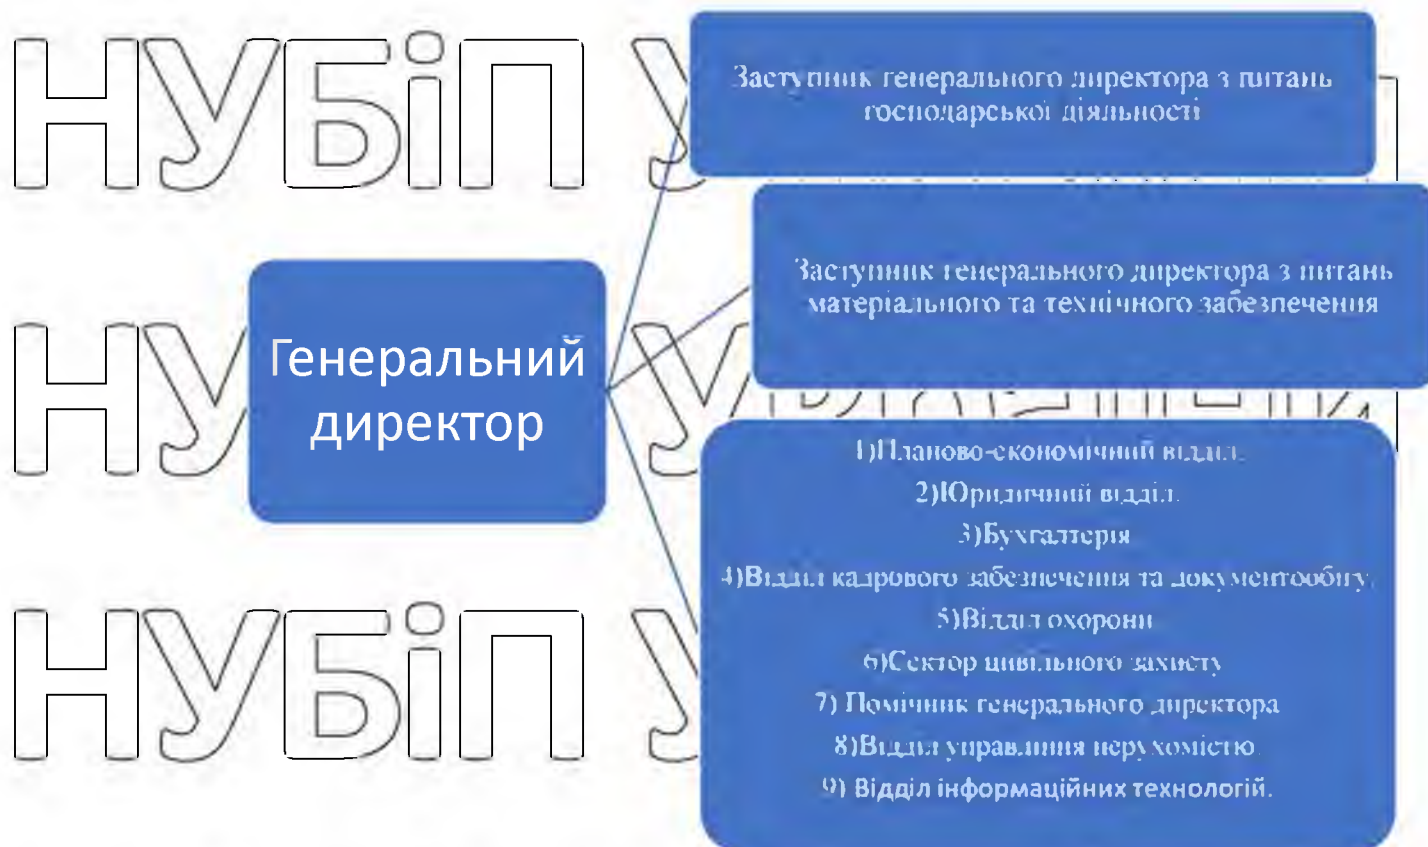 НУБіП У
Заступник генерального директора з питань
господарської діяльності
Заступник генерального директора з питань
матеріального та технічного забезпечення
НУ
Генеральний
директор
1)Планово-економічний відділ.
2)Юридичний відділ.
3)Бухгалтерія
4)Відділ кадрового забезпечення та документообігу.
5)Відділ охорони
6)Сектор цивільного захисту
7) Помічник генерального директора
8)Відділ управління нерухомістю
9) Відділ інформаційних технологій.
НУБіП У